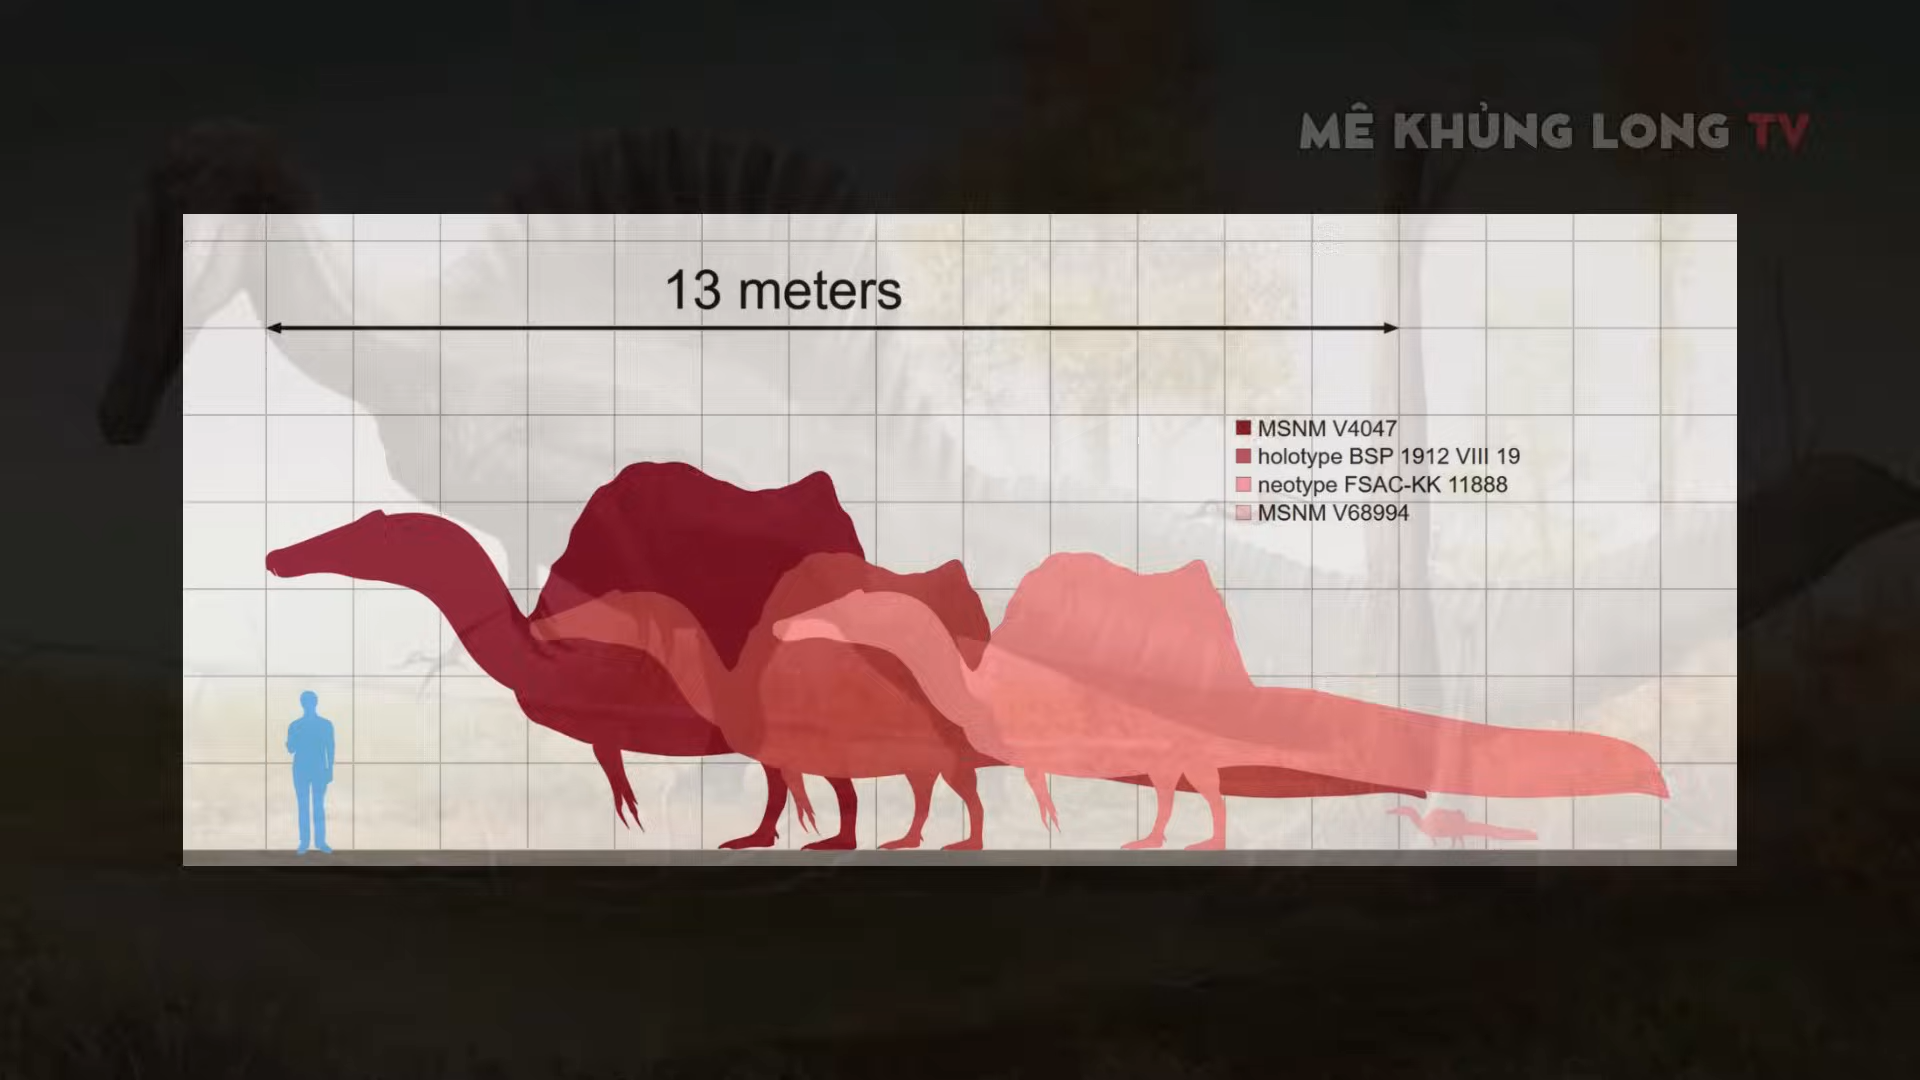 MÊ KHỦNG LONG TV
13 meters
MSNM V4047
holotype BSP 1912 VIII 19
neotype FSAC-KK 11888
MSNM V68994